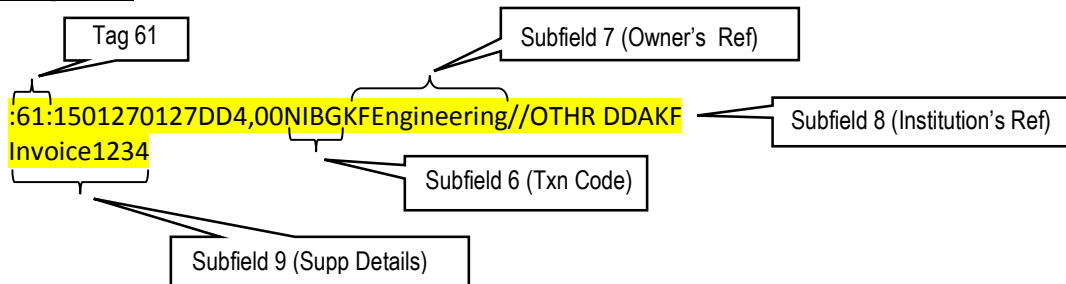 Tag 61
Subfield 7 (Owner's Ref)
:61:1501270127DD4,00NIBGKFEngineering//OTHR DDAKF
Subfield 8 (Institution's Ref)
Invoice1234
Subfield 6 (Txn Code)
Subfield 9 (Supp Details)